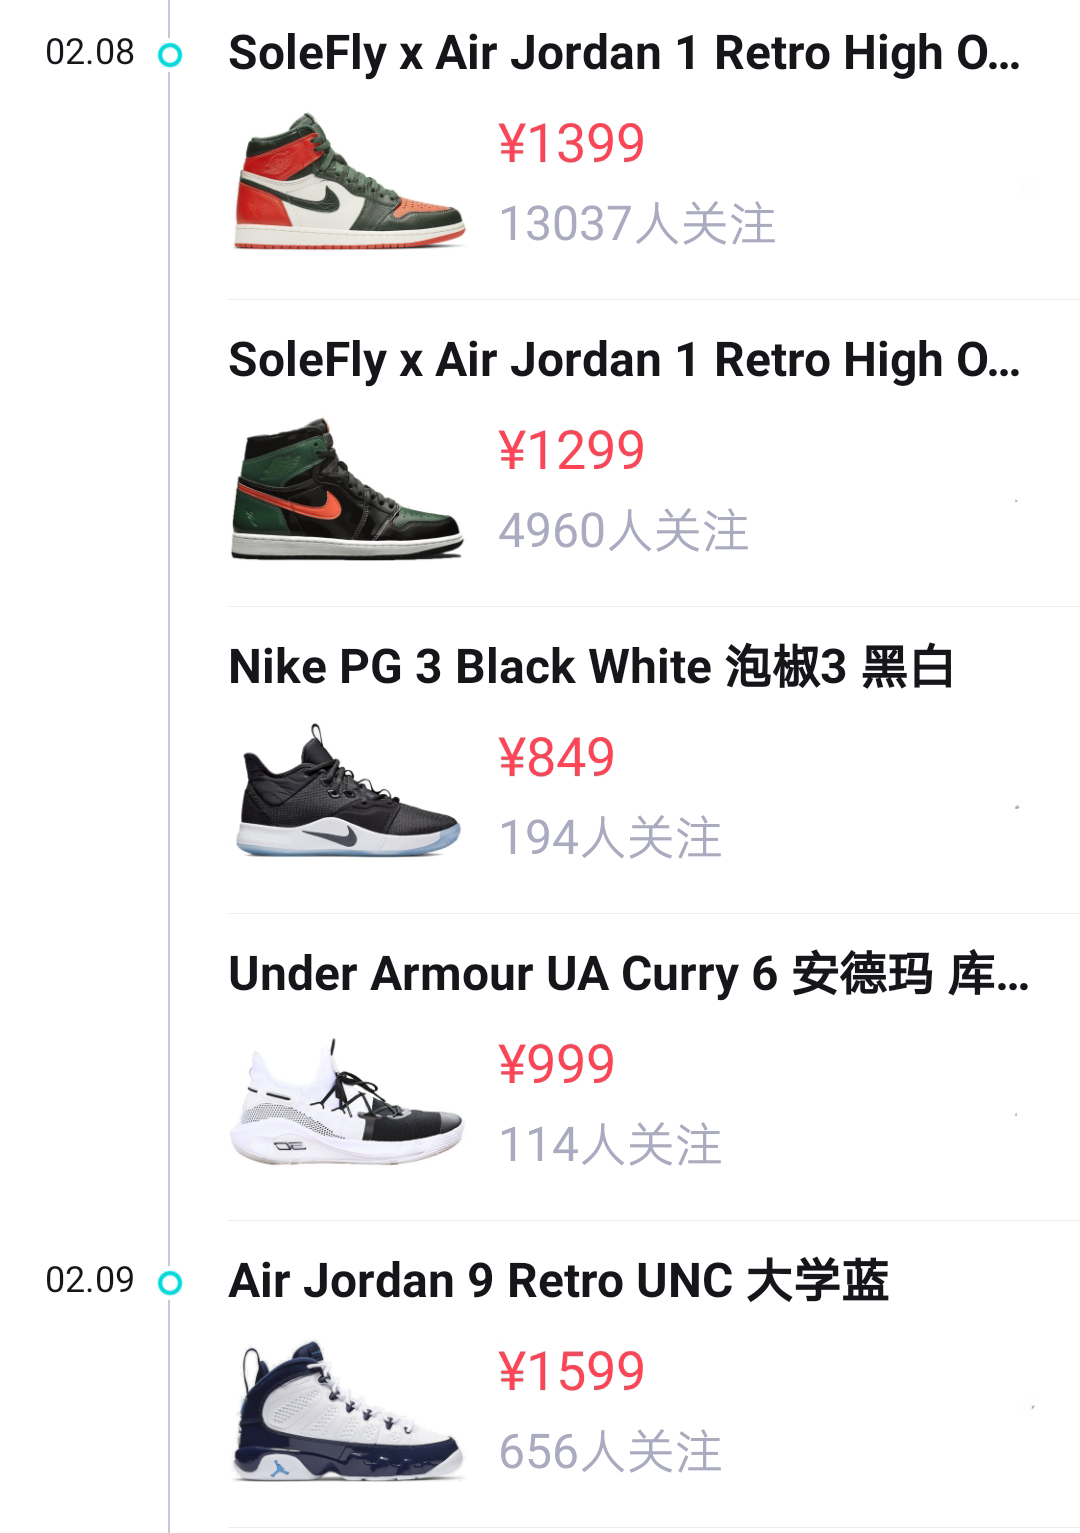 02.08
SoleFly x Air Jordan 1 Retro High O...
¥1399
13037人关注
SoleFly x Air Jordan 1 Retro High O...
¥1299
4960人关注
Nike PG 3 Black White 泡椒3 黑白
¥849
194人关注
Under Armour UA Curry 6 安德玛 库...
¥999
114人关注
02.09
Air Jordan 9 Retro UNC 大学蓝
¥1599
656人关注